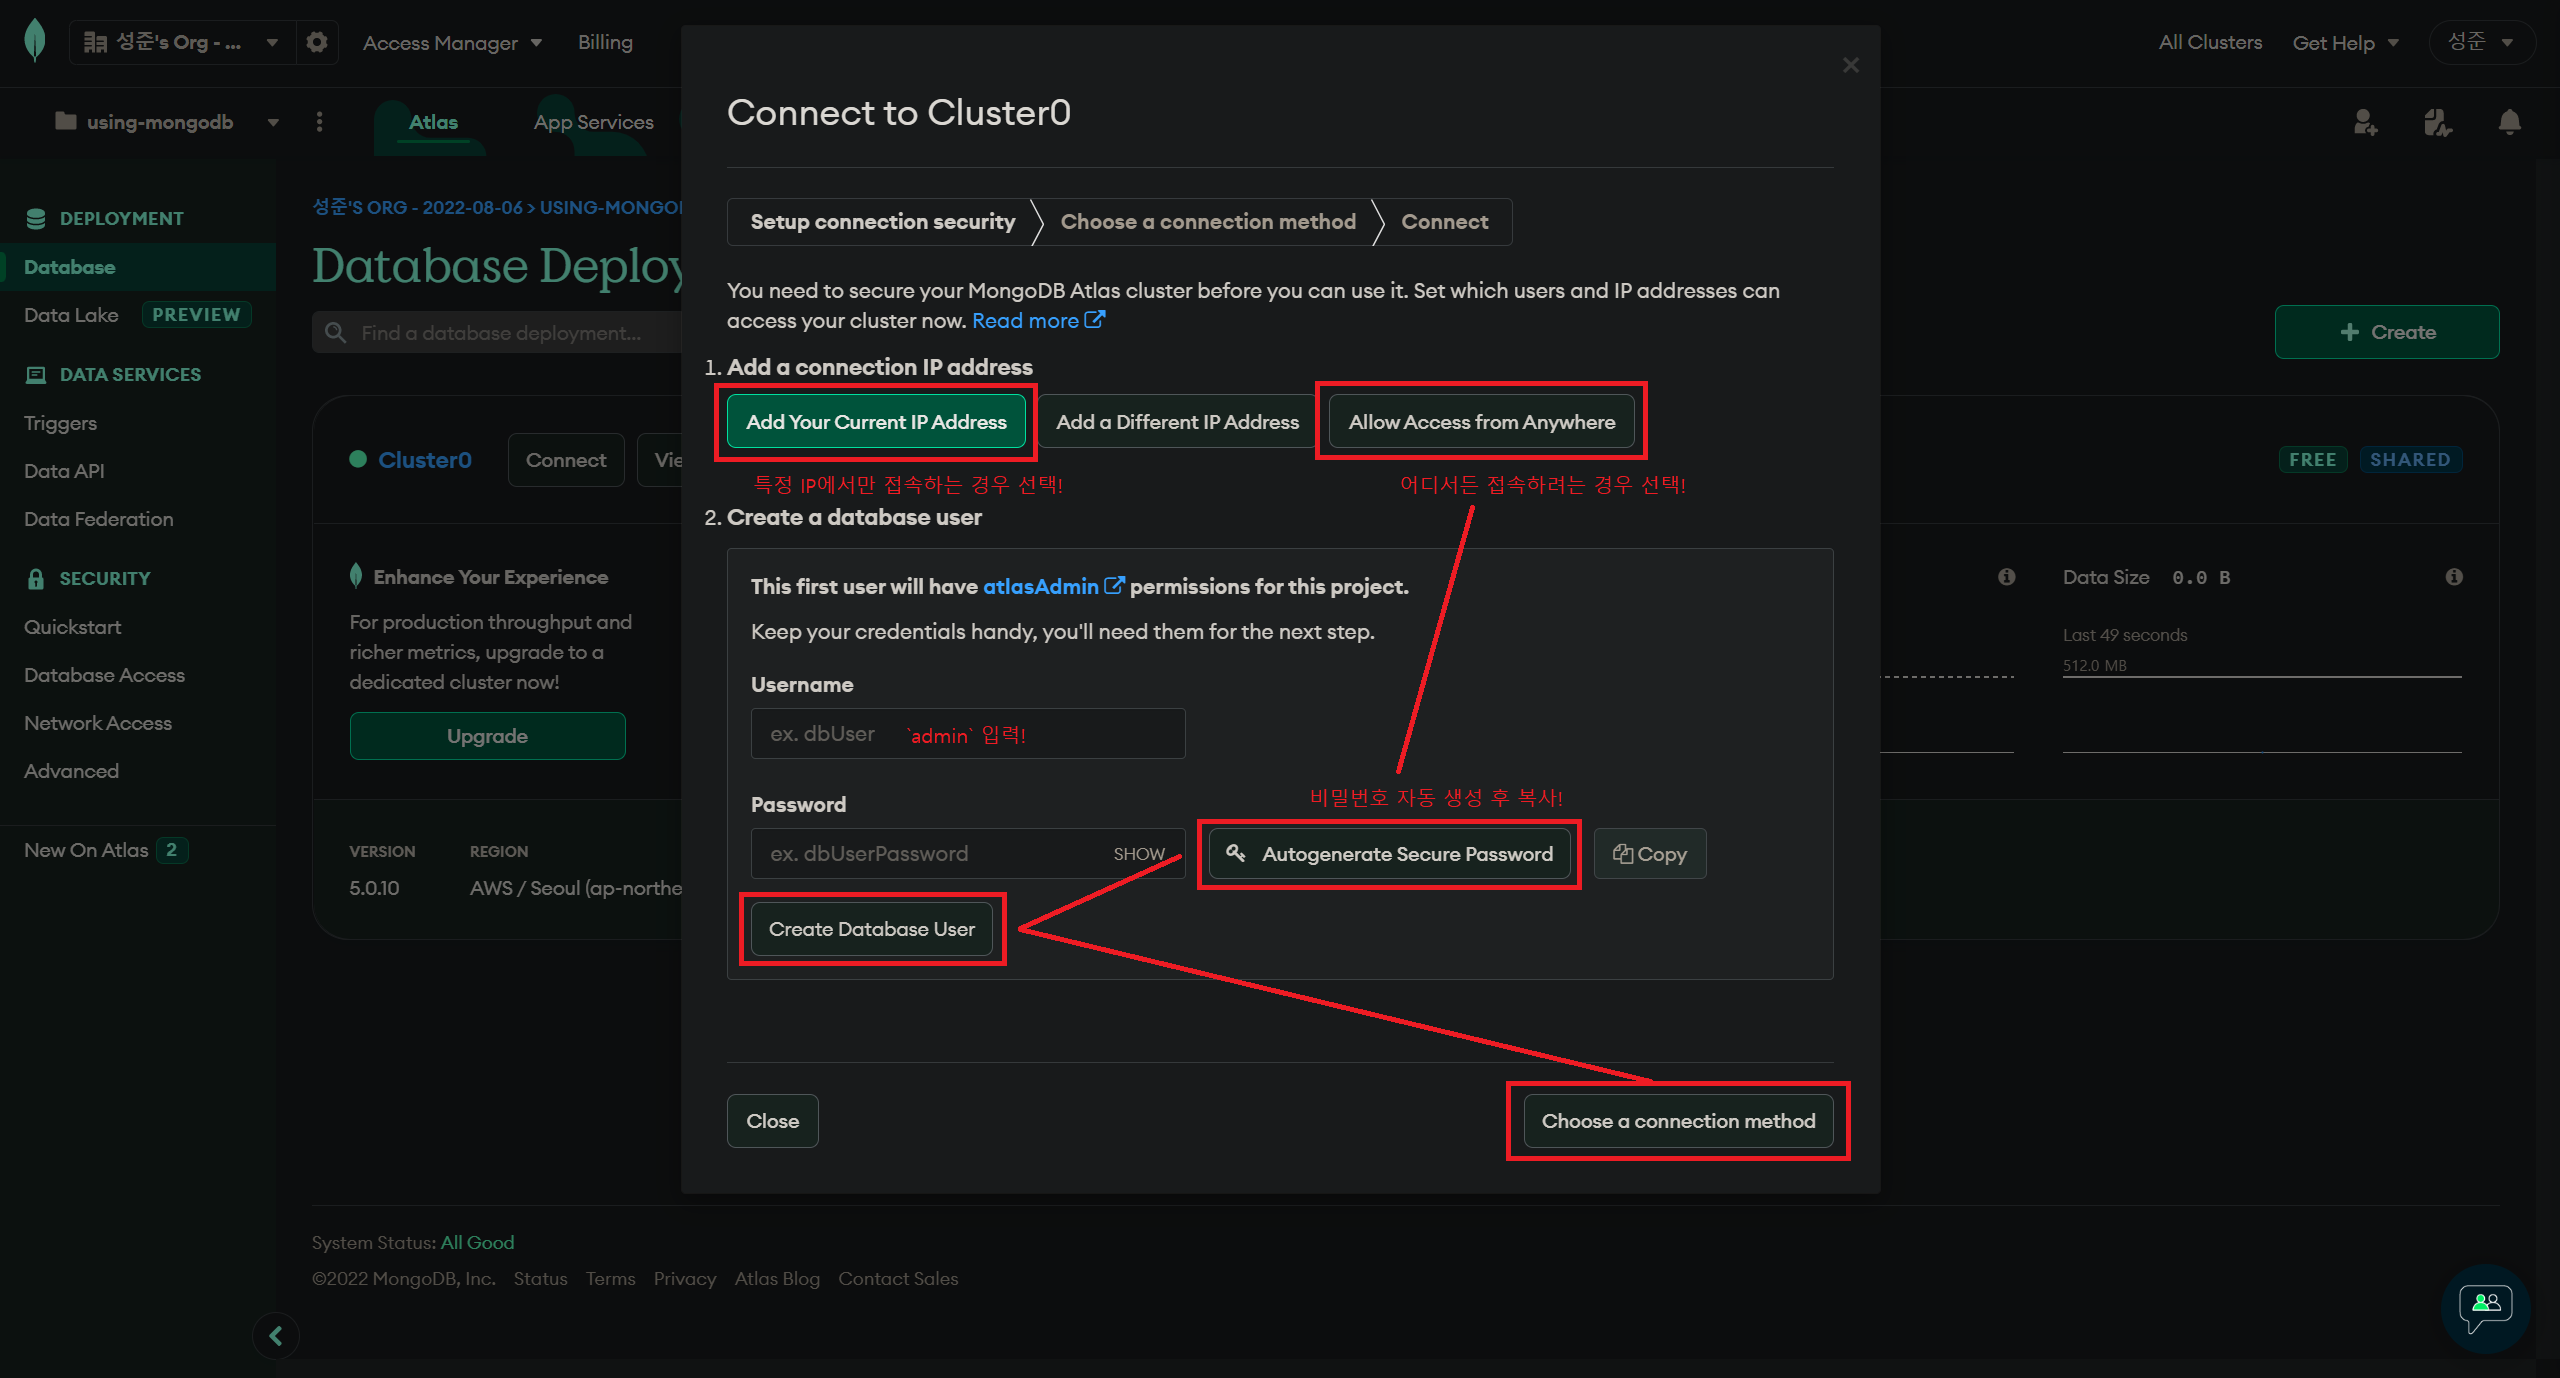 성준's Org - ...
Access Manager
Billing
All Clusters
Get Help
성준
using-mongodb
Atlas
App Services
DEPLOYMENT
Database
Data Lake PREVIEW
DATA SERVICES
Triggers
Data API
Data Federation
SECURITY
Quickstart
Database Access
Network Access
Advanced
New On Atlas 2
성준'S ORG - 2022-08-06 > USING-MONGO
Database Deploy
Find a database deployment...
+ Create
Cluster0
Connect
Vie
FREE
SHARED
Enhance Your Experience
For production throughput and
richer metrics, upgrade to a
dedicated cluster now!
Upgrade
VERSION
5.0.10
REGION
AWS / Seoul (ap-northe
Data Size 0.0 B
Last 49 seconds
512.0 MB
Connect to Cluster0
Setup connection security
Choose a connection method
Connect
You need to secure your MongoDB Atlas cluster before you can use it. Set which users and IP addresses can
access your cluster now. Read more
1. Add a connection IP address
Add Your Current IP Address
Add a Different IP Address
Allow Access from Anywhere
특정 IP에서만 접속하는 경우 선택!
어디서든 접속하려는 경우 선택!
2. Create a database user
This first user will have atlasAdmin permissions for this project.
Keep your credentials handy, you'll need them for the next step.
Username
ex. dbUser
`admin` 입력!
Password
비밀번호 자동 생성 후 복사!
ex. dbUserPassword
SHOW
Autogenerate Secure Password
Copy
Create Database User
Close
Choose a connection method
System Status: All Good
©2022 MongoDB, Inc. Status Terms Privacy Atlas Blog Contact Sales